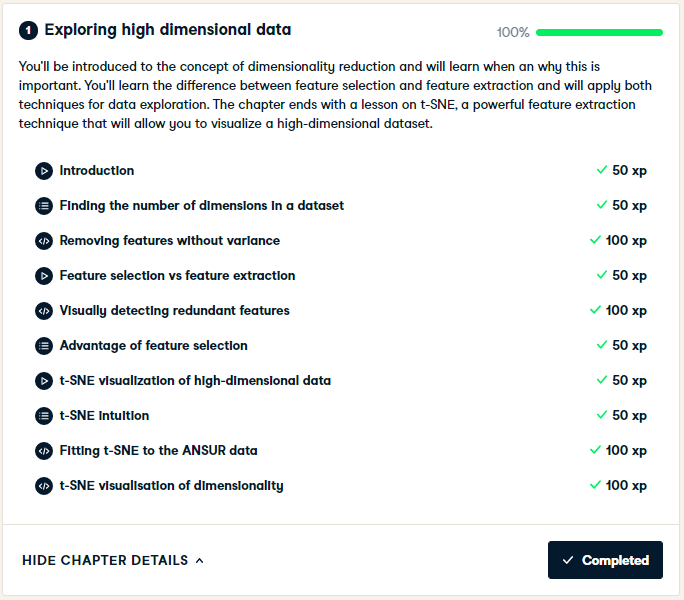 1 Exploring high dimensional data 100%
You'll be introduced to the concept of dimensionality reduction and will learn when an why this is
important. You'll learn the difference between feature selection and feature extraction and will apply both
techniques for data exploration. The chapter ends with a lesson on t-SNE, a powerful feature extraction
technique that will allow you to visualize a high-dimensional dataset.
Introduction 50 xp
Finding the number of dimensions in a dataset 50 xp
Removing features without variance 100 xp
Feature selection vs feature extraction 50 xp
Visually detecting redundant features 100 xp
Advantage of feature selection 50 xp
t-SNE visualization of high-dimensional data 50 xp
t-SNE intuition 50 xp
Fitting t-SNE to the ANSUR data 100 xp
t-SNE visualisation of dimensionality 100 xp
HIDE CHAPTER DETAILS Completed